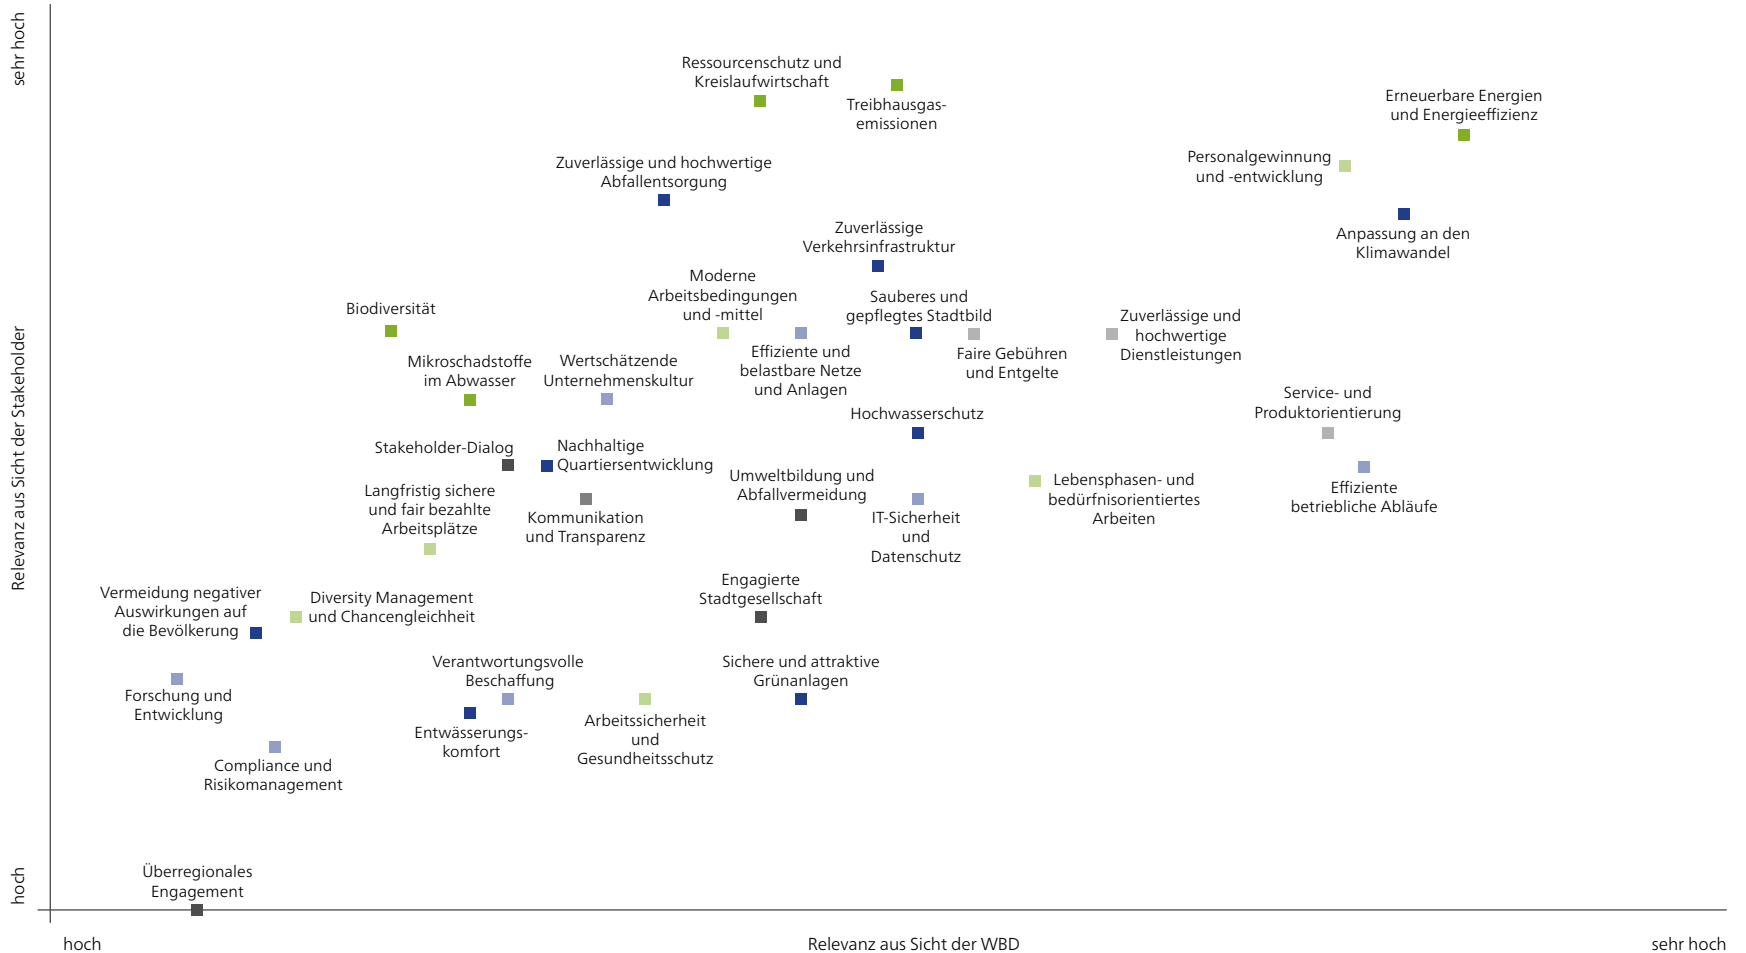 sehr hoch
Relevanz aus Sicht der Stakeholder
hoch
Ressourcenschutz und
Kreislaufwirtschaft
Treibhausgas-
emissionen
Erneuerbare Energien
und Energieeffizienz
Personalgewinnung
und -entwicklung
Zuverlässige und hochwertige
Abfallentsorgung
Anpassung an den
Klimawandel
Zuverlässige
Verkehrsinfrastruktur
Moderne
Arbeitsbedingungen
und -mittel
Sauberes und
gepflegtes Stadtbild
Biodiversität
Zuverlässige und
hochwertige
Dienstleistungen
Effiziente und
belastbare Netze
und Anlagen
Faire Gebühren
und Entgelte
Mikroschadstoffe
im Abwasser
Wertschätzende
Unternehmenskultur
Service- und
Produktorientierung
Hochwasserschutz
Stakeholder-Dialog
Nachhaltige
Quartiersentwicklung
Umweltbildung und
Abfallvermeidung
Lebensphasen- und
bedürfnisorientiertes
Arbeiten
Effiziente
betriebliche Abläufe
Langfristig sichere
und fair bezahlte
Arbeitsplätze
Kommunikation
und Transparenz
IT-Sicherheit
und
Datenschutz
Engagierte
Stadtgesellschaft
Vermeidung negativer
Auswirkungen auf
die Bevölkerung
Diversity Management
und Chancengleichheit
Verantwortungsvolle
Beschaffung
Sichere und attraktive
Grünanlagen
Forschung und
Entwicklung
Entwässerungs-
komfort
Arbeitssicherheit
und
Gesundheitsschutz
Compliance und
Risikomanagement
Überregionales
Engagement
hoch
Relevanz aus Sicht der WBD
sehr hoch